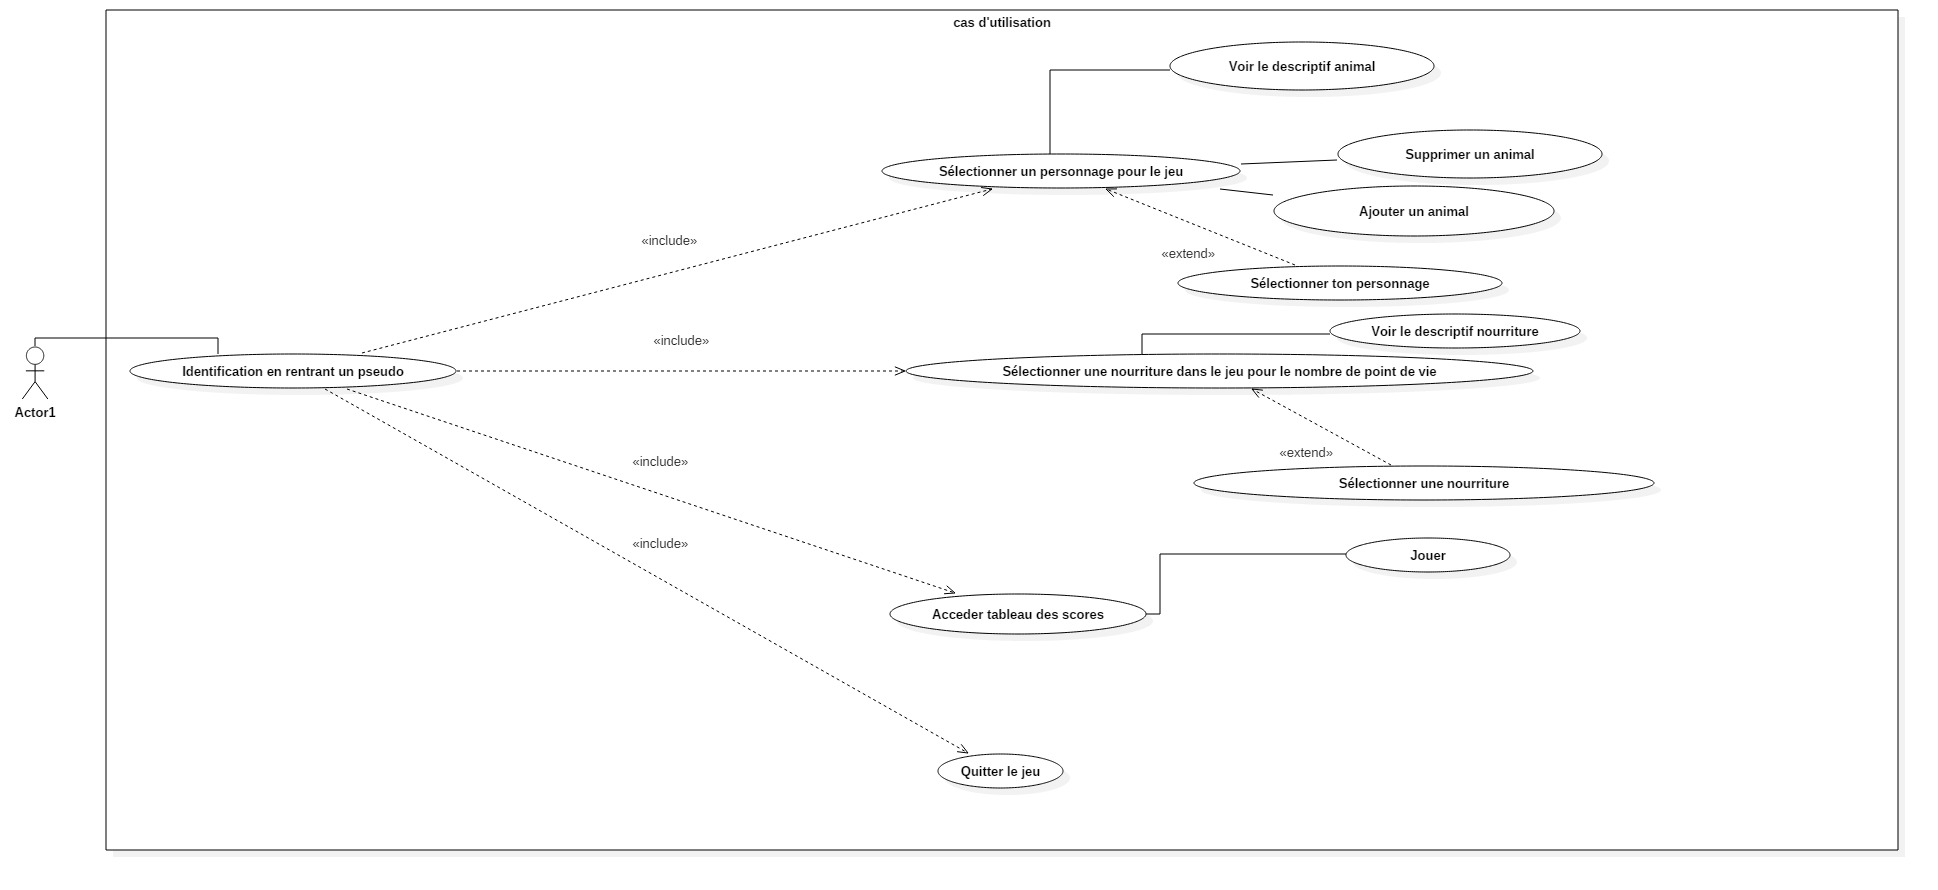 cas d'utilisation
Voir le descriptif animal
Supprimer un animal
Sélectionner un personnage pour le jeu
Ajouter un animal
«include»
«extend»
Sélectionner ton personnage
Voir le descriptif nourriture
«include»
Identification en rentrant un pseudo
Sélectionner une nourriture dans le jeu pour le nombre de point de vie
Actor1
«extend»
«include»
Sélectionner une nourriture
«include»
Jouer
Acceder tableau des scores
Quitter le jeu